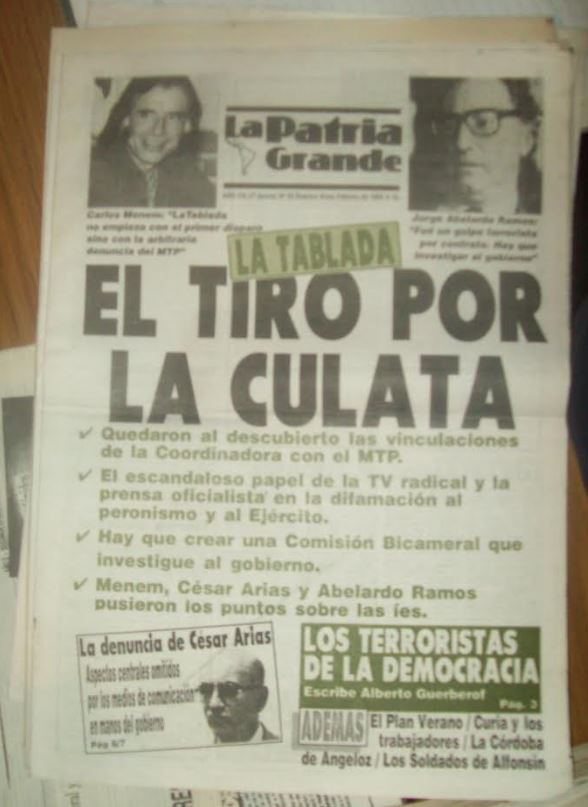 La Patria
Grande
Carlos Menem: "La Tablada
no empieza con el primer disparo
sino con la arbitraria
denuncia del MTP"
Jorge Abelardo Ramos:
"Fue un golpe terrorista
por contrato. Hay que
investigar al gobierno"
LA TABLADA
EL TIRO POR
LA CULATA
✓ Quedaron al descubierto las vinculaciones
de la Coordinadora con el MTP.
✓ El escandaloso papel de la TV radical y la
prensa oficialista en la difamación al
peronismo y al Ejército.
✓ Hay que crear una Comisión Bicameral que
investigue al gobierno.
✓ Menem, César Arias y Abelardo Ramos
pusieron los puntos sobre las íes.
La denuncia de César Arias
Aspectos centrales omitidos
por los medios de comunicación
en manos del gobierno
Pág 6/7
LOS TERRORISTAS
DE LA DEMOCRACIA
Escribe Alberto Guerberof
Pag. 3
ADEMAS
El Plan Verano / Curia y los
trabajadores / La Córdoba
de Angeloz / Los Soldados de Alfonsín